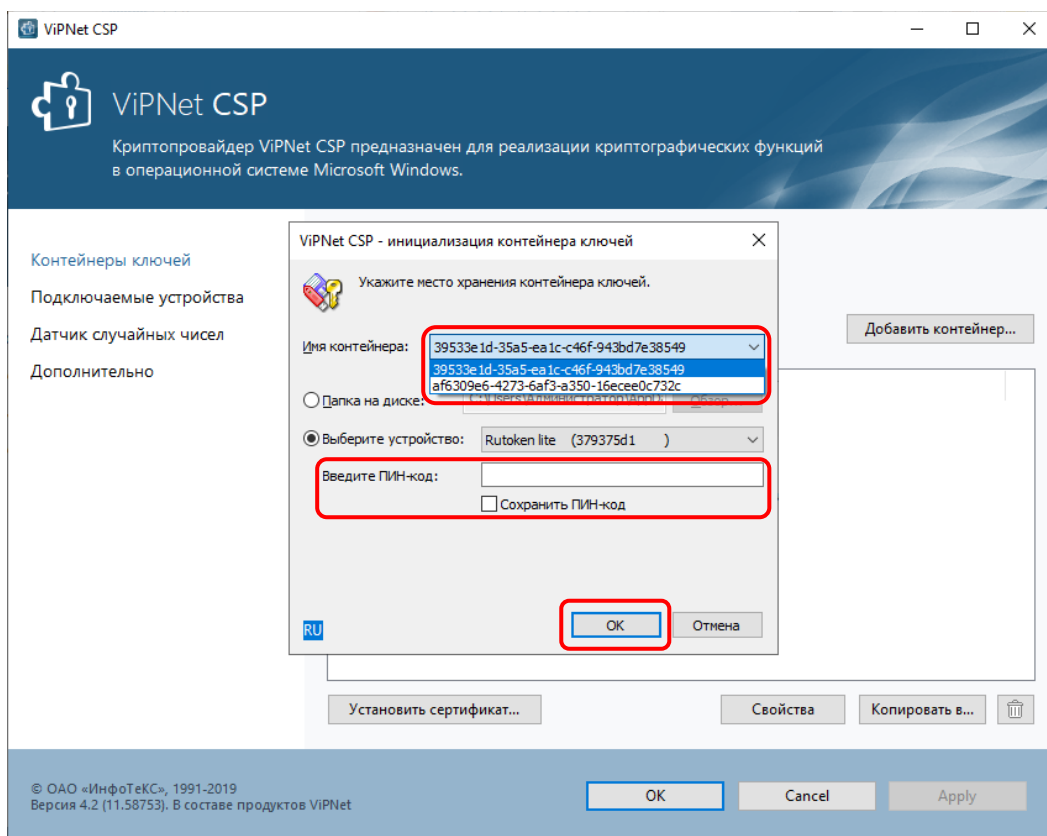 ViPNet CSP
ViPNet CSP
Криптопровайдер ViPNet CSP предназначен для реализации криптографических функций
в операционной системе Microsoft Windows.
Контейнеры ключей
Подключаемые устройства
Датчик случайных чисел
Дополнительно
Добавить контейнер...
ViPNet CSP - инициализация контейнера ключей
Укажите место хранения контейнера ключей.
Имя контейнера:
39533e1d-35a5-ea1c-c46f-943bd7e38549
39533e1d-35a5-ea1c-c46f-943bd7e38549
af6309e6-4273-6af3-a350-16ecee0c732c
Папка на диске:
C:\Users\Администратор\AppD
Обзор...
Выберите устройство:
Rutoken lite (379375d1 )
Введите ПИН-код:
Сохранить ПИН-код
RU
OK
Отмена
Установить сертификат...
Свойства
Копировать в...
© ОАО «ИнфоТеКС», 1991-2019
Версия 4.2 (11.58753). В составе продуктов ViPNet
OK
Cancel
Apply